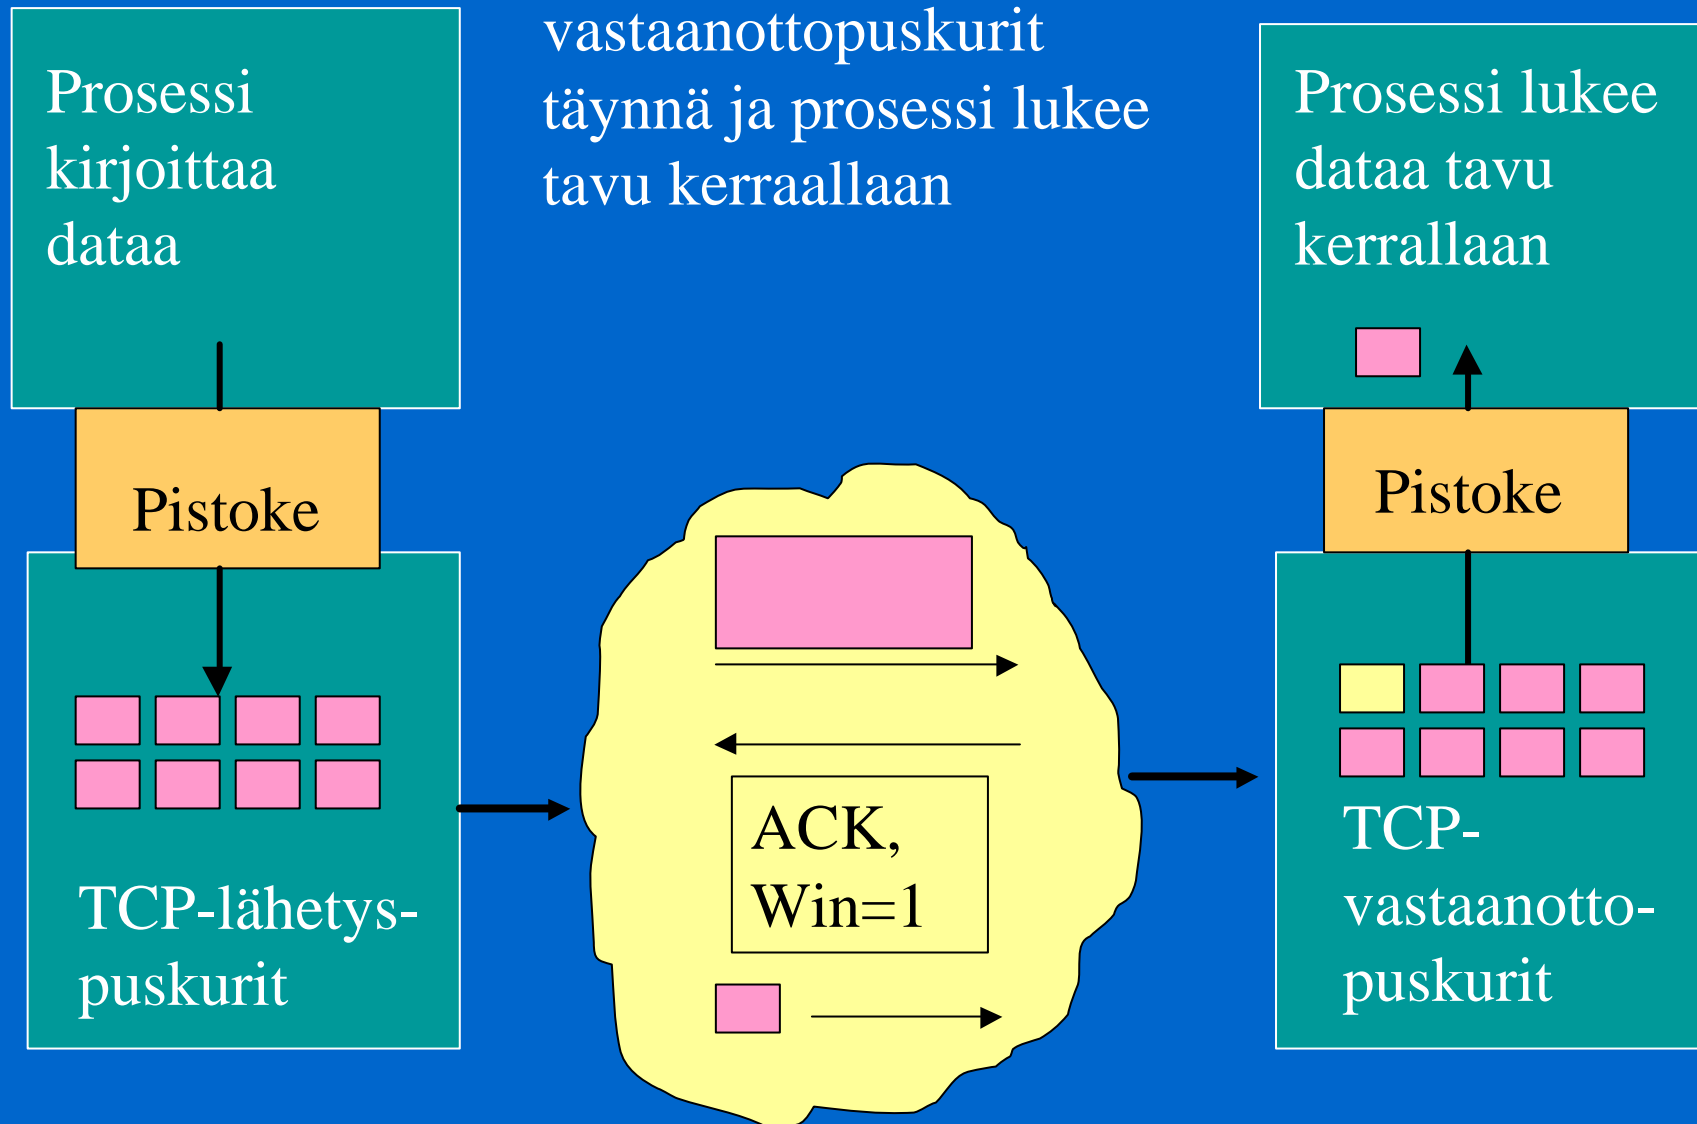 Prosessi
kirjoittaa
dataa
vastaanottopuskurit
täynnä ja prosessi lukee
tavu kerraallaan
Prosessi lukee
dataa tavu
kerrallaan
Pistoke
Pistoke
ACK,
Win=1
TCP-lähetys-
puskurit
TCP-
vastaanotto-
puskurit